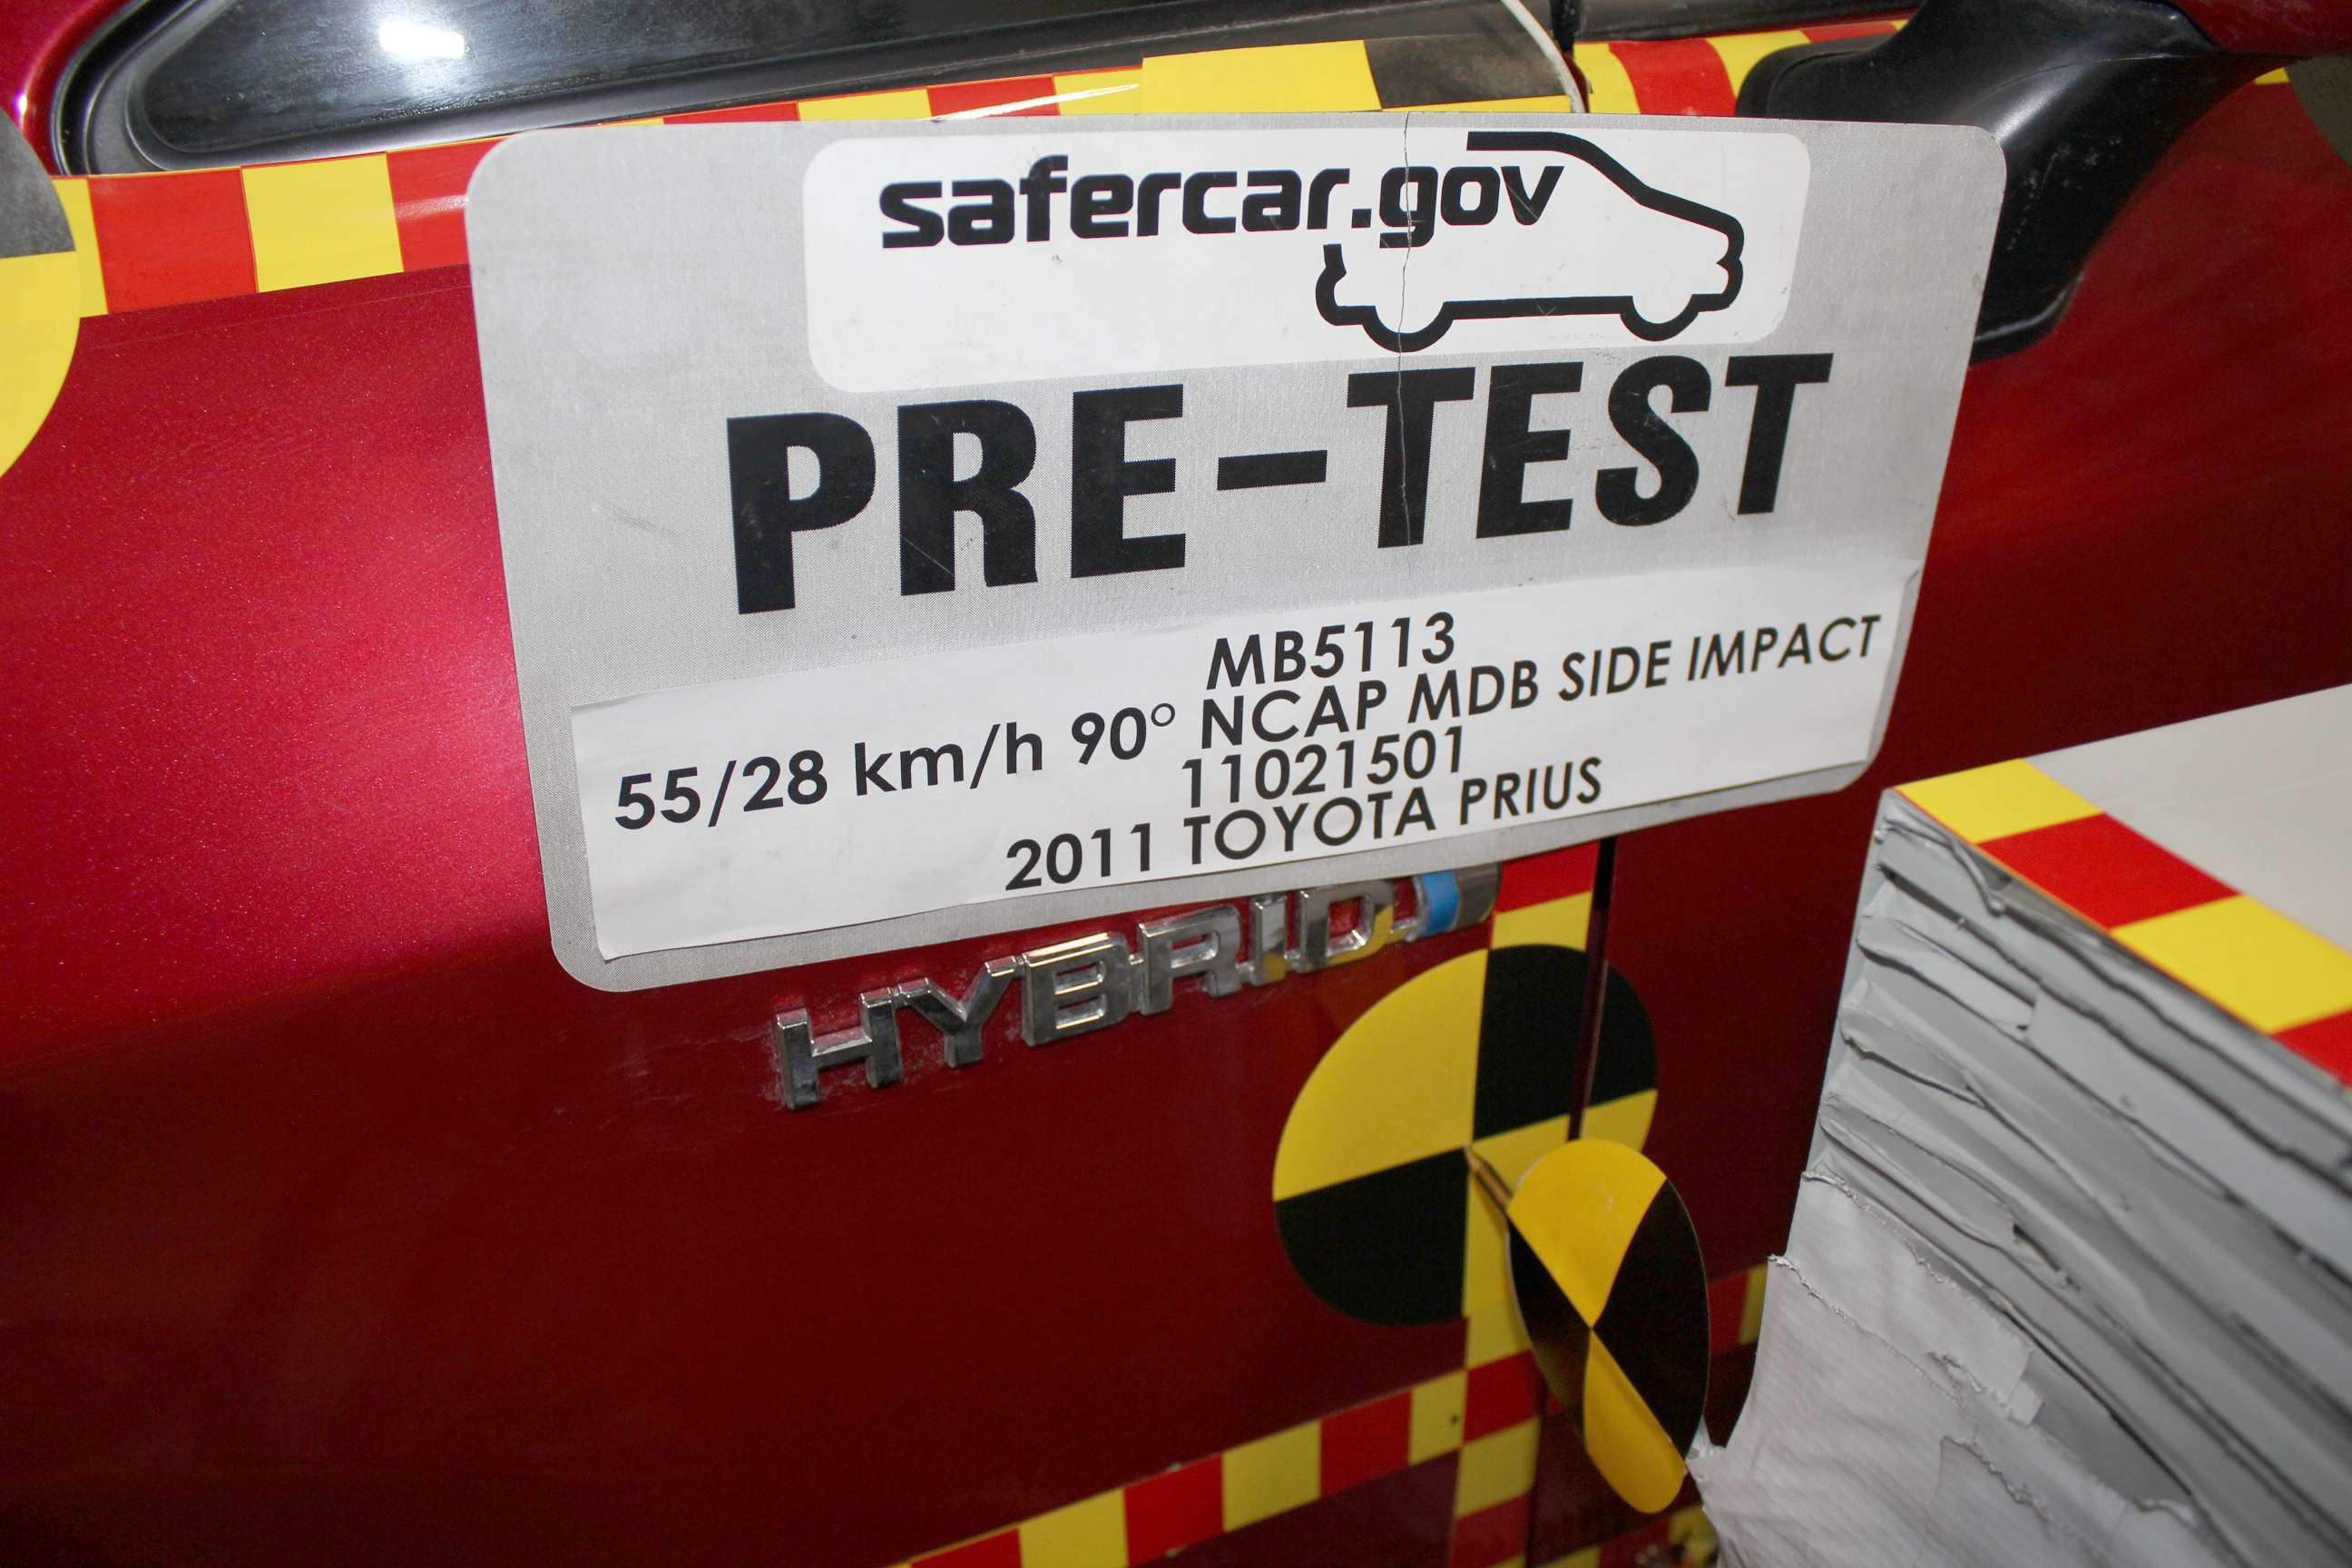 safercar.gov
PRE-TEST
MB5113
55/28 km/h 90° NCAP MDB SIDE IMPACT
11021501
2011 TOYOTA PRIUS
HYBRID